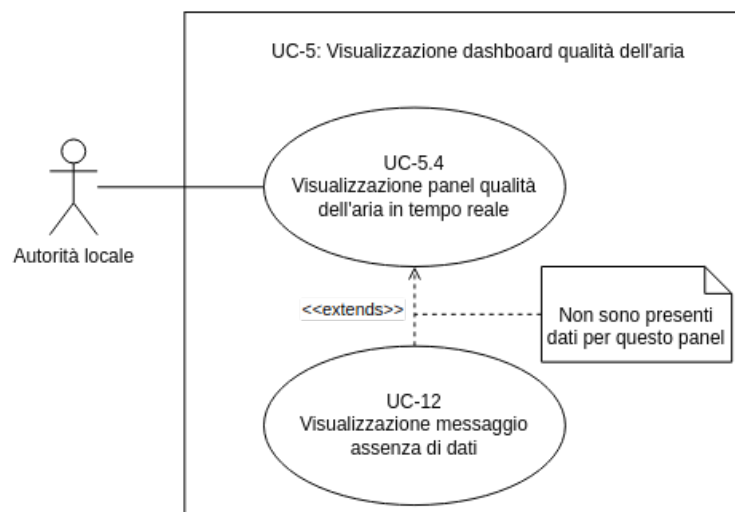 UC-5: Visualizzazione dashboard qualità dell'aria
UC-5.4
Visualizzazione panel qualità
dell'aria in tempo reale
Autorità locale
<<extends>>
Non sono presenti
dati per questo panel
UC-12
Visualizzazione messaggio
assenza di dati